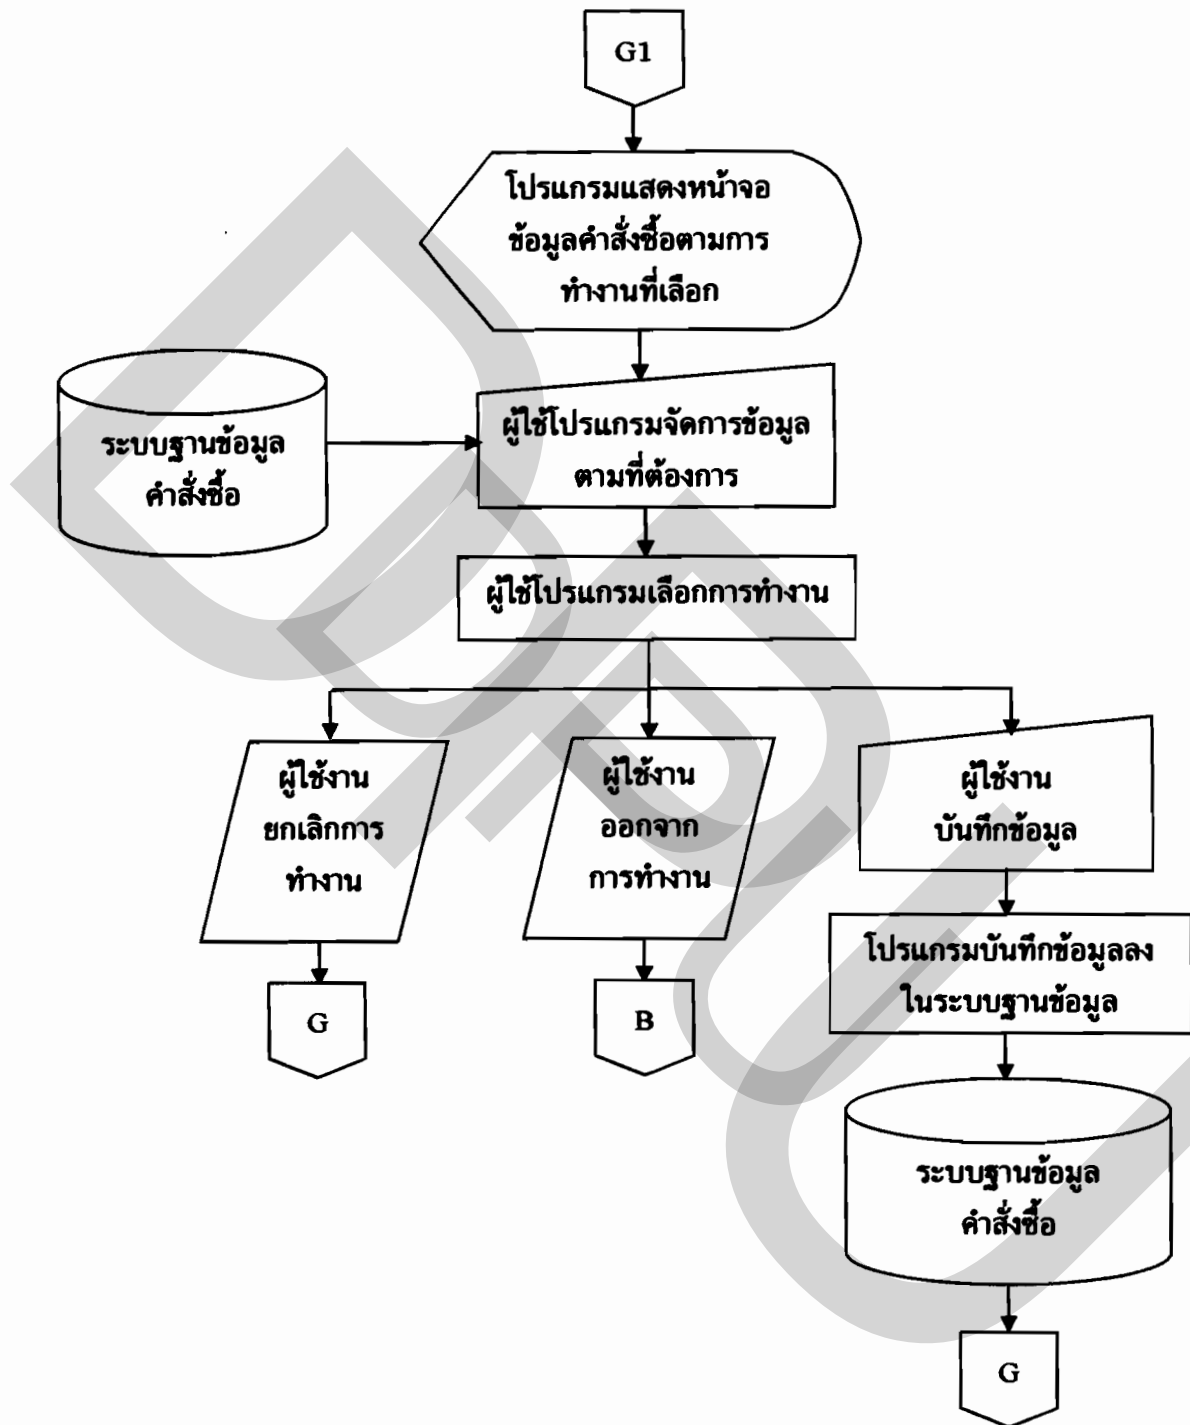 G1
โปรแกรมแสดงหน้าจอ
ข้อมูลคำสั่งซื้อตามการ
ทำงานที่เลือก
ระบบฐานข้อมูล
คำสั่งซื้อ
ผู้ใช้โปรแกรมจัดการข้อมูล
ตามที่ต้องการ
ผู้ใช้โปรแกรมเลือกการทำงาน
ผู้ใช้งาน
ยกเลิกการ
ทำงาน
ผู้ใช้งาน
ออกจาก
การทำงาน
ผู้ใช้งาน
บันทึกข้อมูล
G
B
โปรแกรมบันทึกข้อมูลลง
ในระบบฐานข้อมูล
ระบบฐานข้อมูล
คำสั่งซื้อ
G